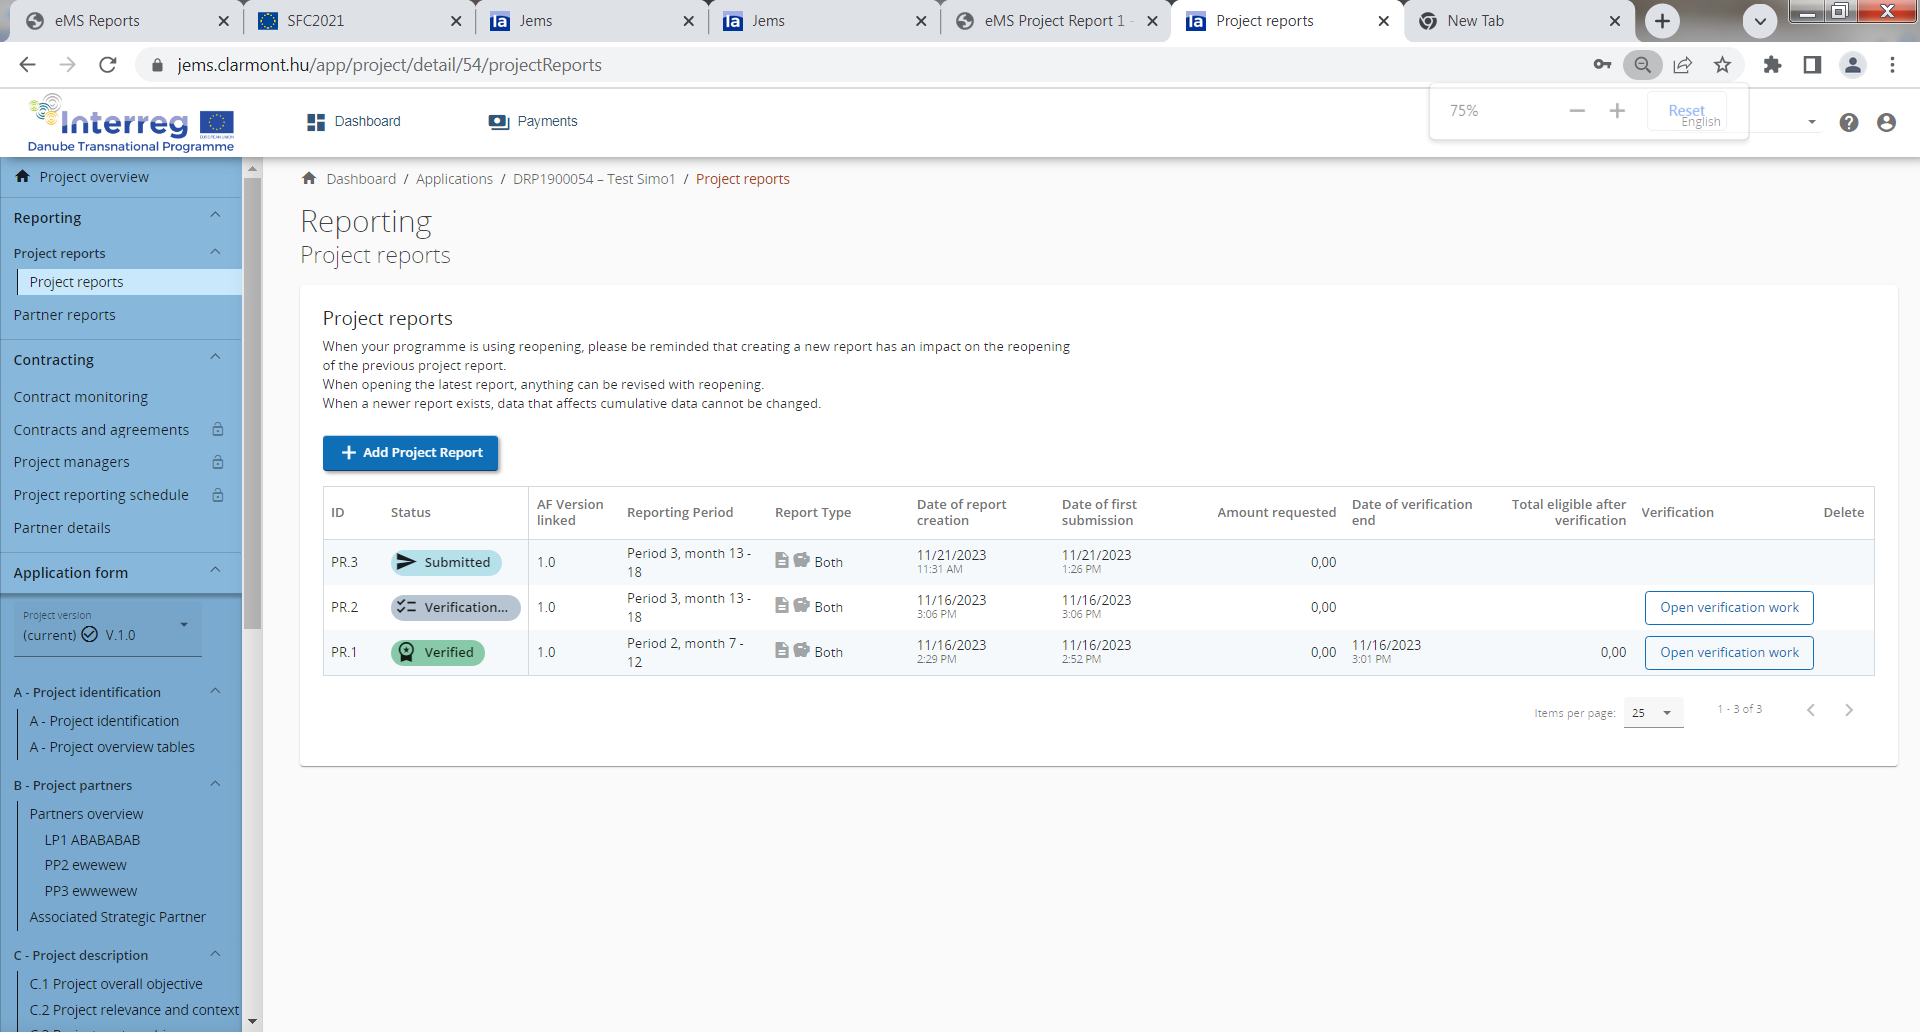 eMS Reports
SFC2021
Jems
Jems
eMS Project Report 1 -
Project reports
New Tab
jems.clarmont.hu/app/project/detail/54/projectReports
75%
Reset
Interreg
EUROPEAN UNION
Danube Transnational Programme
Dashboard
Payments
English
Project overview
Reporting
Project reports
Project reports
Partner reports
Contracting
Contract monitoring
Contracts and agreements
Project managers
Project reporting schedule
Partner details
Application form
Project version
(current) V.1.0
A - Project identification
A - Project identification
A - Project overview tables
B - Project partners
Partners overview
LP1 ABABABAB
PP2 ewewew
PP3 ewwewew
Associated Strategic Partner
C - Project description
C.1 Project overall objective
C.2 Project relevance and context
Dashboard / Applications / DRP1900054 – Test Simo1 / Project reports
Reporting
Project reports
Project reports
When your programme is using reopening, please be reminded that creating a new report has an impact on the reopening
of the previous project report.
When opening the latest report, anything can be revised with reopening.
When a newer report exists, data that affects cumulative data cannot be changed.
+ Add Project Report
ID Status AF Version linked Reporting Period Report Type Date of report creation Date of first submission Amount requested Date of verification end Total eligible after verification Verification Delete
PR.3 Submitted 1.0 Period 3, month 13 - 18 Both 11/21/2023 11:31 AM 11/21/2023 1:26 PM 0,00
PR.2 Verification... 1.0 Period 3, month 13 - 18 Both 11/16/2023 3:06 PM 11/16/2023 3:06 PM 0,00 Open verification work
PR.1 Verified 1.0 Period 2, month 7 - 12 Both 11/16/2023 2:29 PM 11/16/2023 2:52 PM 0,00 11/16/2023 3:01 PM 0,00 Open verification work
Items per page: 25 1 - 3 of 3